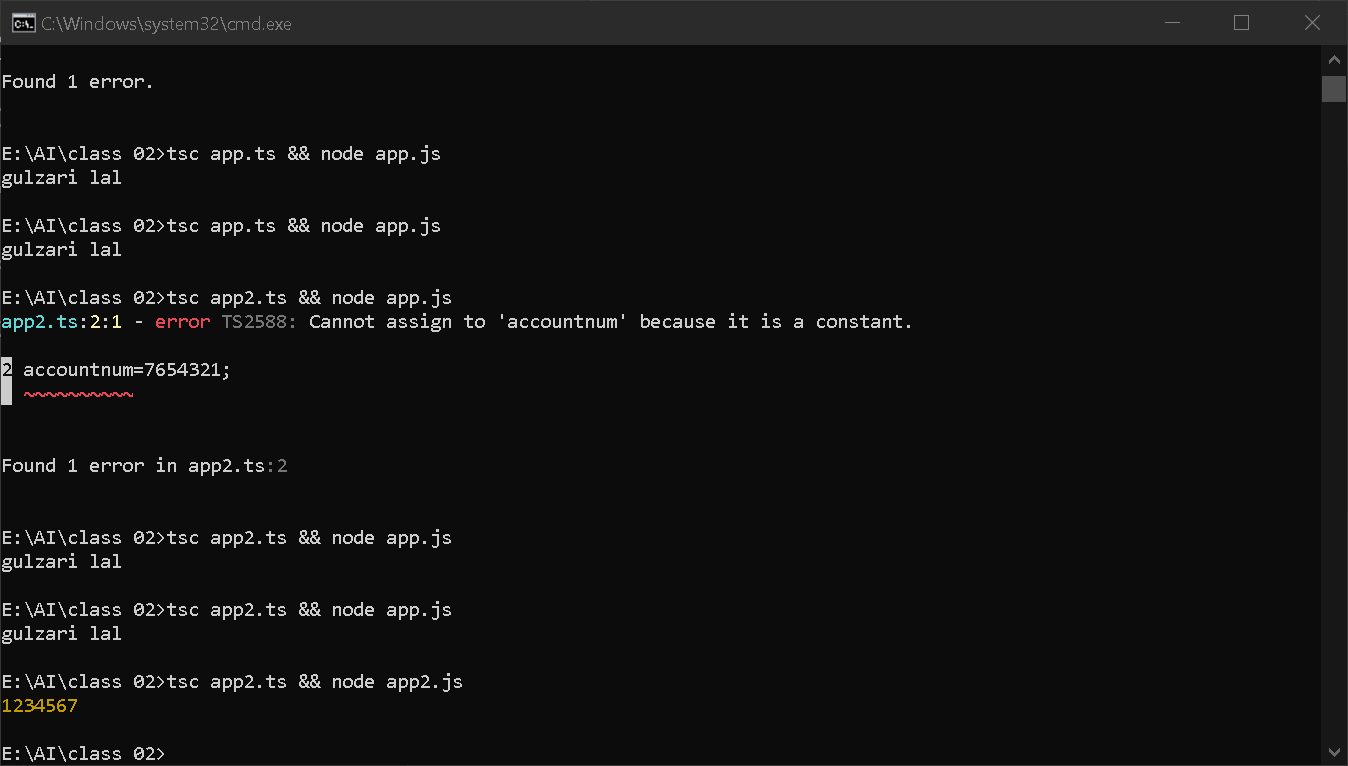 C:\Windows\system32\cmd.exe
Found 1 error.
E:\AI\class 02>tsc app.ts && node app.js
gulzari lal
E:\AI\class 02>tsc app.ts && node app.js
gulzari lal
E:\AI\class 02>tsc app2.ts && node app.js
app2.ts:2:1 - error TS2588: Cannot assign to 'accountnum' because it is a constant.
2 accountnum=7654321;
~~~~~~~~~~
Found 1 error in app2.ts:2
E:\AI\class 02>tsc app2.ts && node app.js
gulzari lal
E:\AI\class 02>tsc app2.ts && node app.js
gulzari lal
E:\AI\class 02>tsc app2.ts && node app2.js
1234567
E:\AI\class 02>